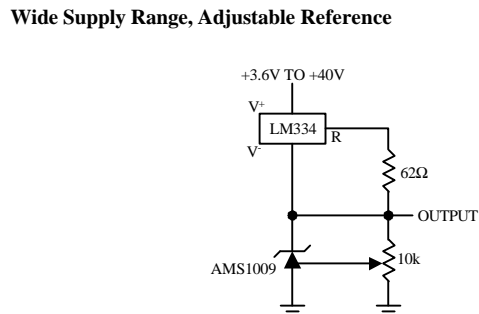 Wide Supply Range, Adjustable Reference
+3.6V TO +40V
V+
LM334
R
V-
62Ω
OUTPUT
10k
AMS1009